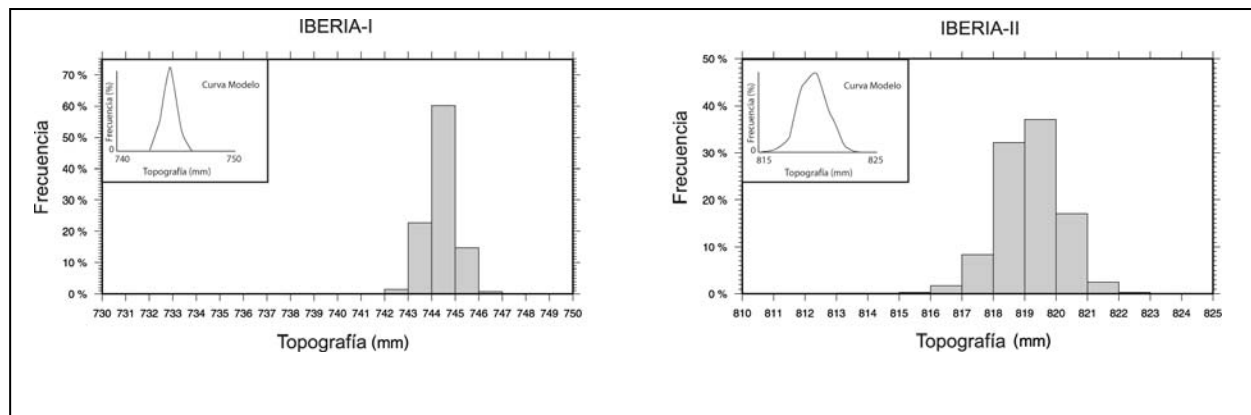 IBERIA-I
Frecuencia
70 %
60 %
50 %
40 %
30 %
20 %
10 %
0 %
Frecuencia (%)
0
Curva Modelo
740 750
Topografía (mm)
730 731 732 733 734 735 736 737 738 739 740 741 742 743 744 745 746 747 748 749 750
Topografía (mm)
IBERIA-II
Frecuencia
50 %
40 %
30 %
20 %
10 %
0 %
Frecuencia (%)
0
Curva Modelo
815 825
Topografía (mm)
810 811 812 813 814 815 816 817 818 819 820 821 822 823 824 825
Topografía (mm)